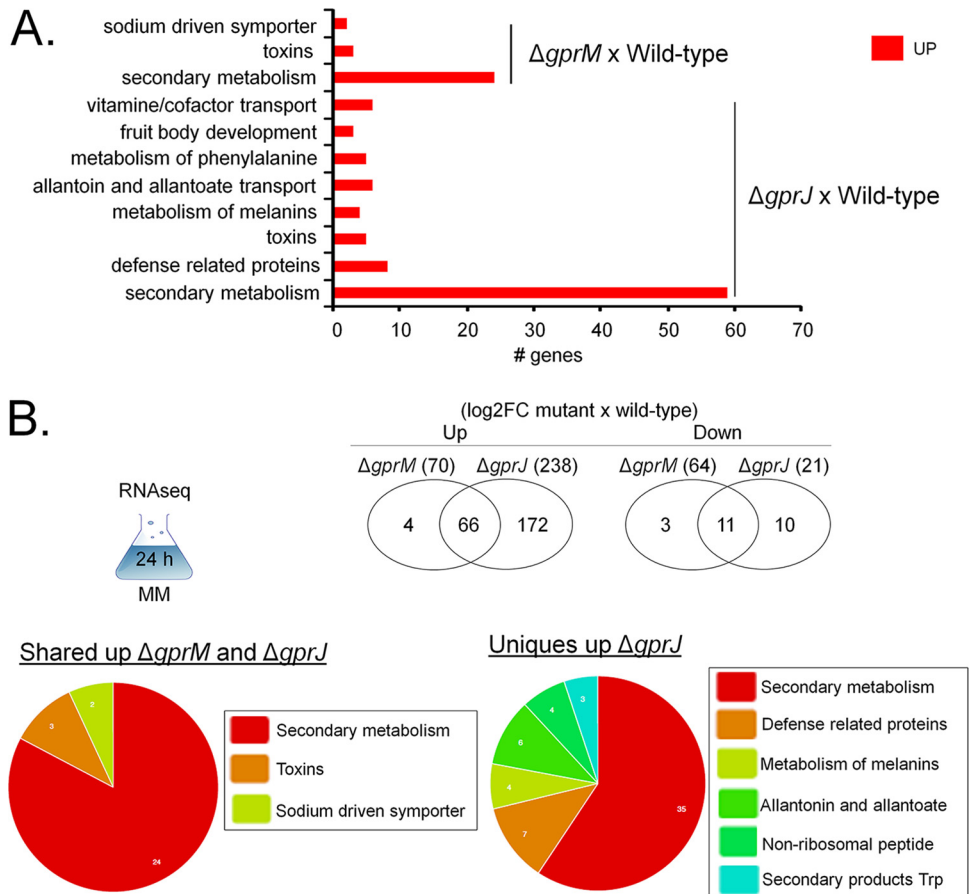 A.
sodium driven symporter
toxins
secondary metabolism
vitamine/cofactor transport
fruit body development
metabolism of phenylalanine
allantoin and allantoate transport
metabolism of melanins
toxins
defense related proteins
secondary metabolism
0 10 20 30 40 50 60 70
# genes
ΔgprM x Wild-type
ΔgprJ x Wild-type
UP
B.
RNAseq
24 h
MM
(log2FC mutant x wild-type)
Up
Down
ΔgprM (70) ΔgprJ (238)
4 66 172
ΔgprM (64) ΔgprJ (21)
3 11 10
Shared up ΔgprM and ΔgprJ
2
3
24
Secondary metabolism
Toxins
Sodium driven symporter
Uniques up ΔgprJ
3
4
6
4
7
35
Secondary metabolism
Defense related proteins
Metabolism of melanins
Allantonin and allantoate
Non-ribosomal peptide
Secondary products Trp